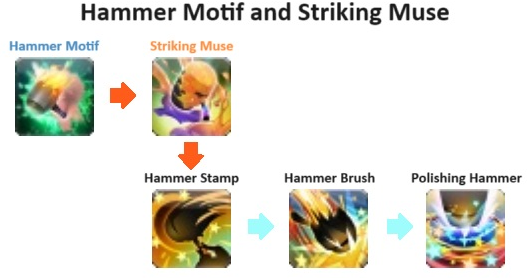 Hammer Motif and Striking Muse
Hammer Motif
Striking Muse
Hammer Stamp
Hammer Brush
Polishing Hammer